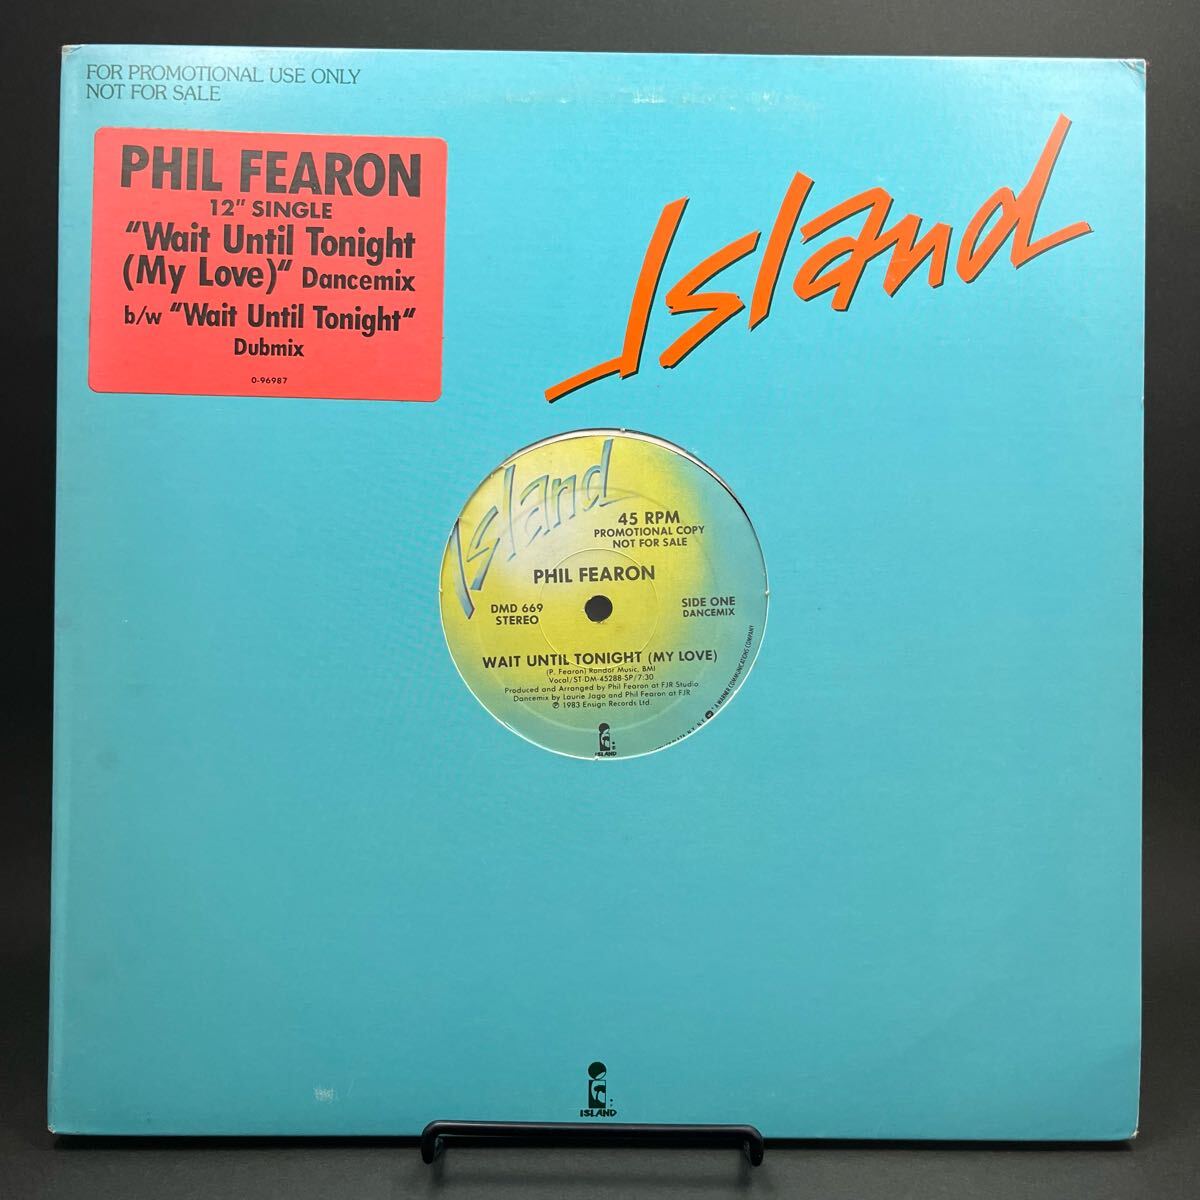 FOR PROMOTIONAL USE ONLY
NOT FOR SALE
PHIL FEARON
12" SINGLE
"Wait Until Tonight
(My Love)" Dancemix
b/w "Wait Until Tonight"
Dubmix
0-96987
Island
Island
45 RPM
PROMOTIONAL COPY
NOT FOR SALE
PHIL FEARON
DMD 669
STEREO
SIDE ONE
DANCEMIX
WAIT UNTIL TONIGHT (MY LOVE)
(P. Fearon) Randor Music, BMI
Vocal/ST-DM-45288-SP/7:30
Produced and Arranged by Phil Fearon at FJR Studio
Dancemix by Laurie Jago and Phil Fearon at FJR
℗ 1983 Ensign Records Ltd.
A WARNER COMMUNICATIONS COMPANY
ISLAND
ISLAND